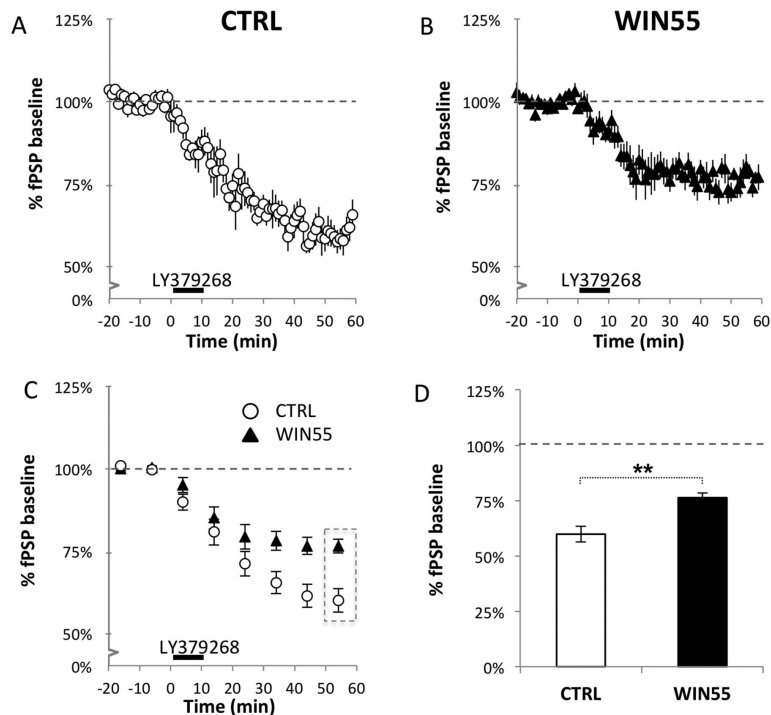 A
CTRL
125%
100%
75%
50%
0%
% fPSP baseline
LY379268
-20 -10 0 10 20 30 40 50 60
Time (min)
B
WIN55
125%
100%
75%
50%
0%
% fPSP baseline
LY379268
-20 -10 0 10 20 30 40 50 60
Time (min)
C
125%
100%
75%
50%
0%
% fPSP baseline
CTRL
WIN55
LY379268
-20 -10 0 10 20 30 40 50 60
Time (min)
D
125%
100%
75%
50%
25%
0%
% fPSP baseline
**
CTRL WIN55